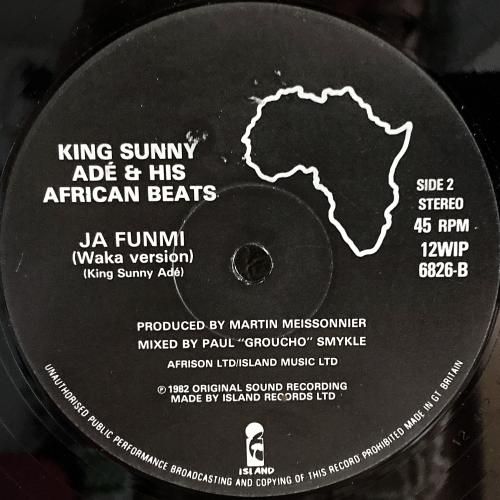 KING SUNNY
ADÉ & HIS
AFRICAN BEATS
JA FUNMI
(Waka version)
(King Sunny Adé)
SIDE 2
STEREO
45 RPM
12WIP
6826-B
PRODUCED BY MARTIN MEISSONNIER
MIXED BY PAUL "GROUCHO" SMYKLE
AFRISON LTD/ISLAND MUSIC LTD
℗ 1982 ORIGINAL SOUND RECORDING
MADE BY ISLAND RECORDS LTD
ISLAND
UNAUTHORISED PUBLIC PERFORMANCE BROADCASTING AND COPYING OF THIS RECORD PROHIBITED MADE IN GT BRITAIN